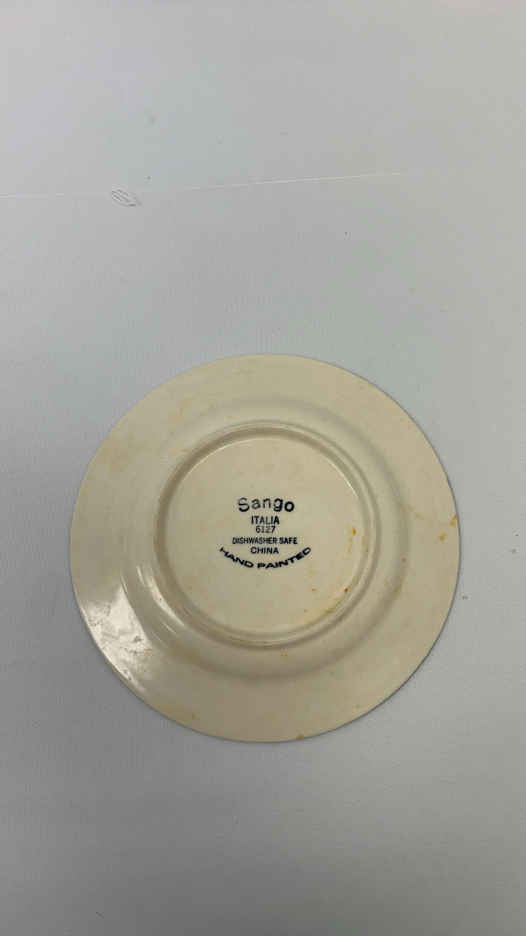 Sango
ITALIA
6127
DISHWASHER SAFE
CHINA
HAND PAINTED